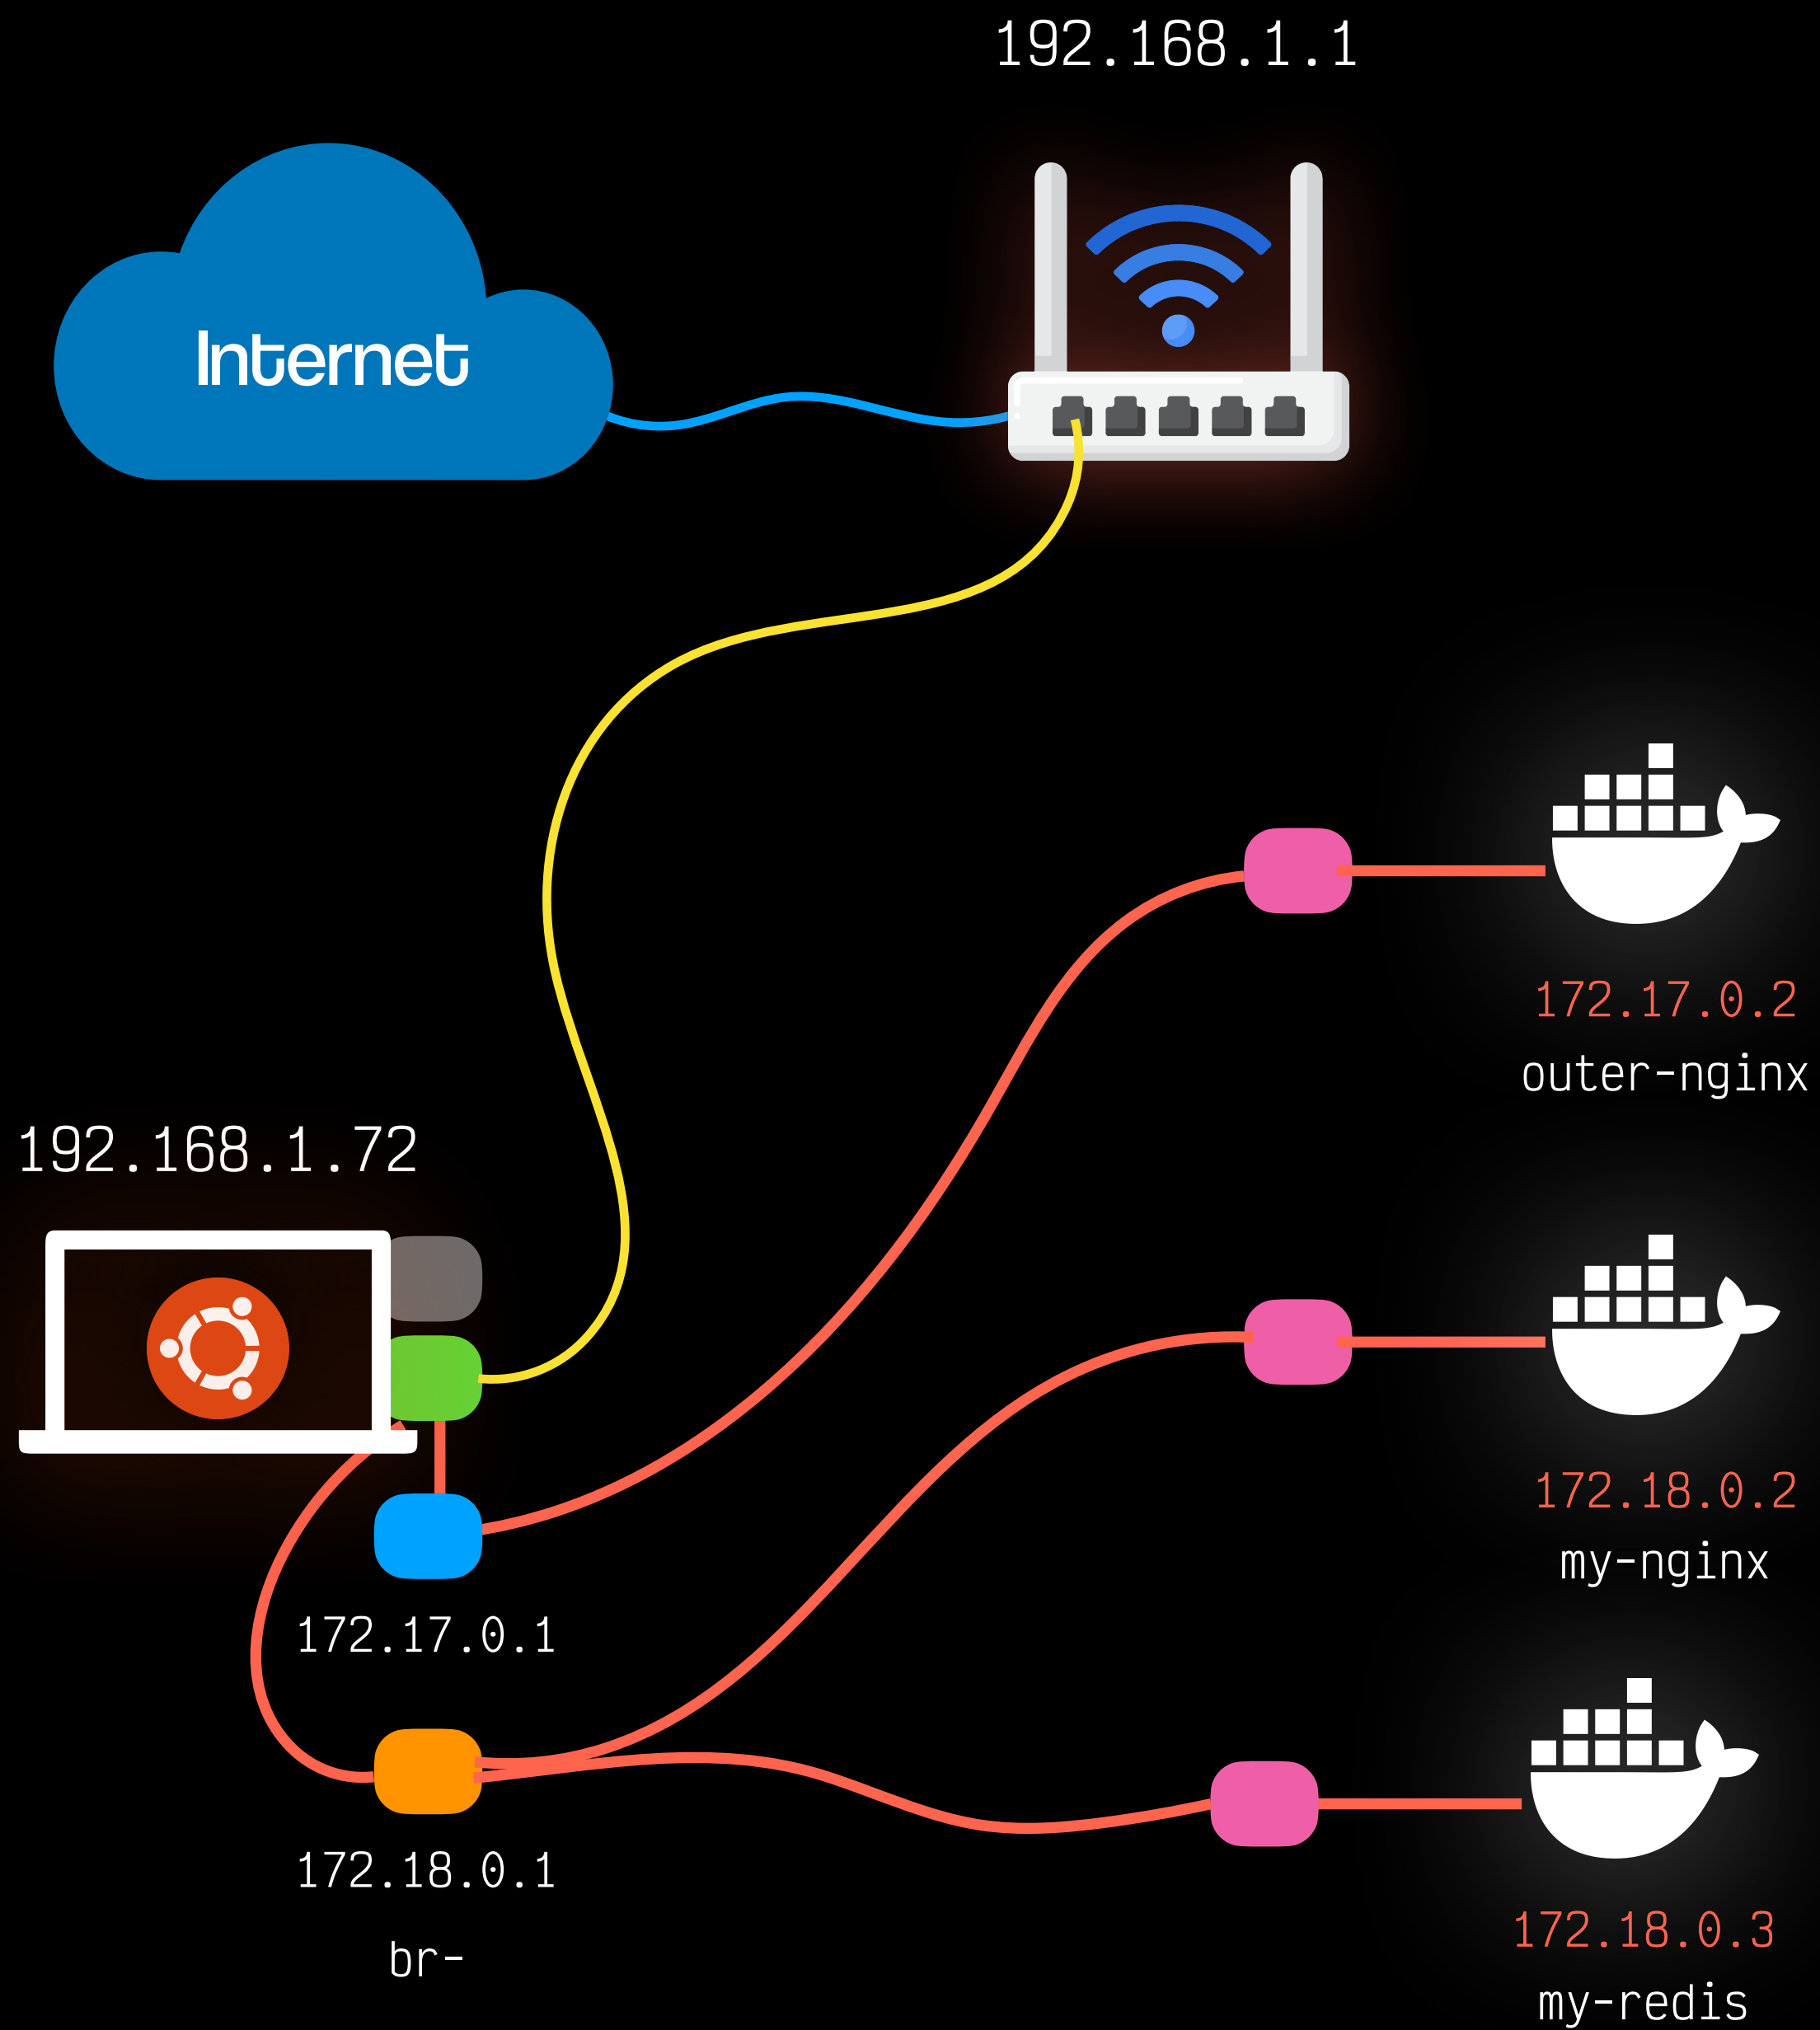 192.168.1.1
Internet
172.17.0.2
outer-nginx
192.168.1.72
172.18.0.2
my-nginx
172.17.0.1
172.18.0.1
br-
172.18.0.3
my-redis